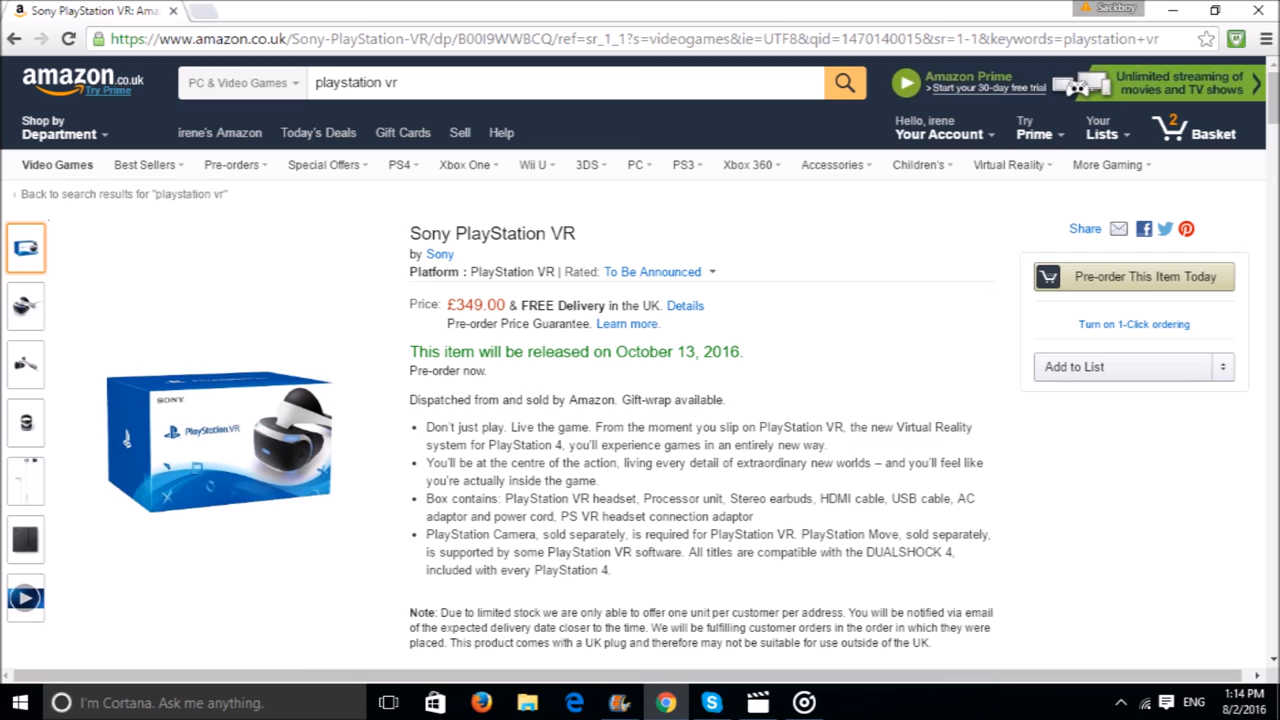 Sony PlayStation VR: Ama
Sackboy
https://www.amazon.co.uk/Sony-PlayStation-VR/dp/B00I9WWBCQ/ref=sr_1_1?s=videogames&ie=UTF8&qid=1470140015&sr=1-1&keywords=playstation+vr
amazon.co.uk
Try Prime
PC & Video Games
playstation vr
Amazon Prime
> Start your 30-day free trial
Unlimited streaming of
movies and TV shows
Shop by
Department
irene's Amazon
Today's Deals
Gift Cards
Sell
Help
Hello, irene
Your Account
Try
Prime
Your
Lists
2
Basket
Video Games
Best Sellers
Pre-orders
Special Offers
PS4
Xbox One
Wii U
3DS
PC
PS3
Xbox 360
Accessories
Children's
Virtual Reality
More Gaming
‹ Back to search results for "playstation vr"
SONY
PlayStation.VR
Sony PlayStation VR
by Sony
Platform : PlayStation VR | Rated: To Be Announced
Price: £349.00 & FREE Delivery in the UK. Details
Pre-order Price Guarantee. Learn more.
This item will be released on October 13, 2016.
Pre-order now.
Dispatched from and sold by Amazon. Gift-wrap available.
• Don't just play. Live the game. From the moment you slip on PlayStation VR, the new Virtual Reality
system for PlayStation 4, you'll experience games in an entirely new way.
• You'll be at the centre of the action, living every detail of extraordinary new worlds – and you'll feel like
you're actually inside the game.
• Box contains: PlayStation VR headset, Processor unit, Stereo earbuds, HDMI cable, USB cable, AC
adaptor and power cord, PS VR headset connection adaptor
• PlayStation Camera, sold separately, is required for PlayStation VR. PlayStation Move, sold separately,
is supported by some PlayStation VR software. All titles are compatible with the DUALSHOCK 4,
included with every PlayStation 4.
Note: Due to limited stock we are only able to offer one unit per customer per address. You will be notified via email
of the expected delivery date closer to the time. We will be fulfilling customer orders in the order in which they were
placed. This product comes with a UK plug and therefore may not be suitable for use outside of the UK.
Share
Pre-order This Item Today
Turn on 1-Click ordering
Add to List
I'm Cortana. Ask me anything.
ENG
1:14 PM
8/2/2016